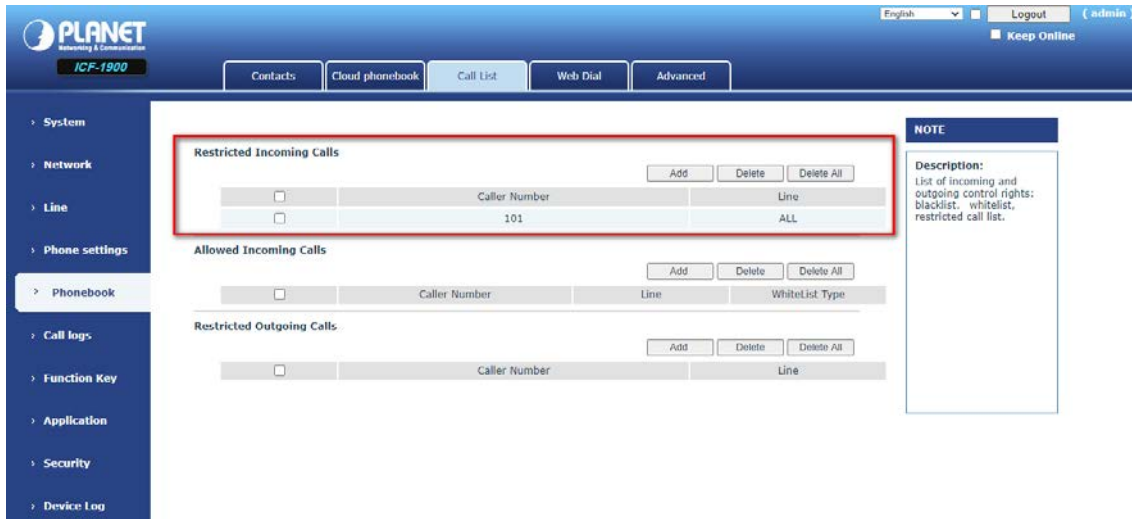 English Logout ( admin )
PLANET
Networking & Communication
Keep Online
ICF-1900
Contacts Cloud phonebook Call List Web Dial Advanced
› System
› Network
› Line
› Phone settings
› Phonebook
› Call logs
› Function Key
› Application
› Security
› Device Log
Restricted Incoming Calls
Add Delete Delete All
Caller Number Line
101 ALL
Allowed Incoming Calls
Add Delete Delete All
Caller Number Line WhiteList Type
Restricted Outgoing Calls
Add Delete Delete All
Caller Number Line
NOTE
Description:
List of incoming and
outgoing control rights:
blacklist. whitelist,
restricted call list.